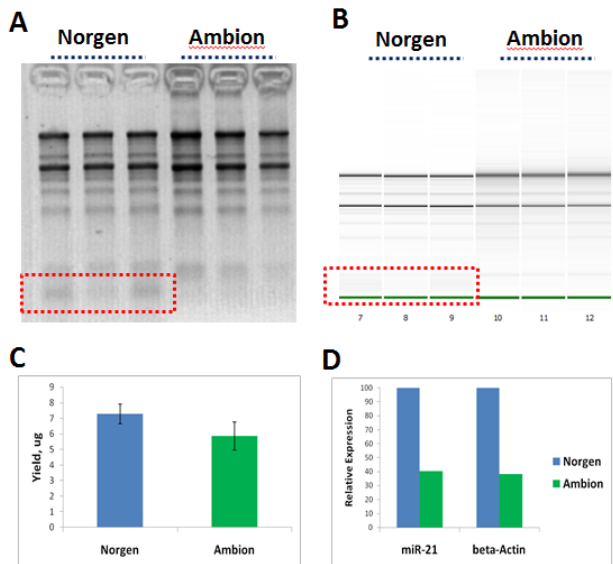 A
Norgen
Ambion
B
Norgen
Ambion
7 8 9 10 11 12
C
9
8
7
6
5
4
3
2
1
0
Yield, ug
Norgen
Ambion
D
100
90
80
70
60
50
40
30
20
10
0
Relative Expression
miR-21
beta-Actin
Norgen
Ambion